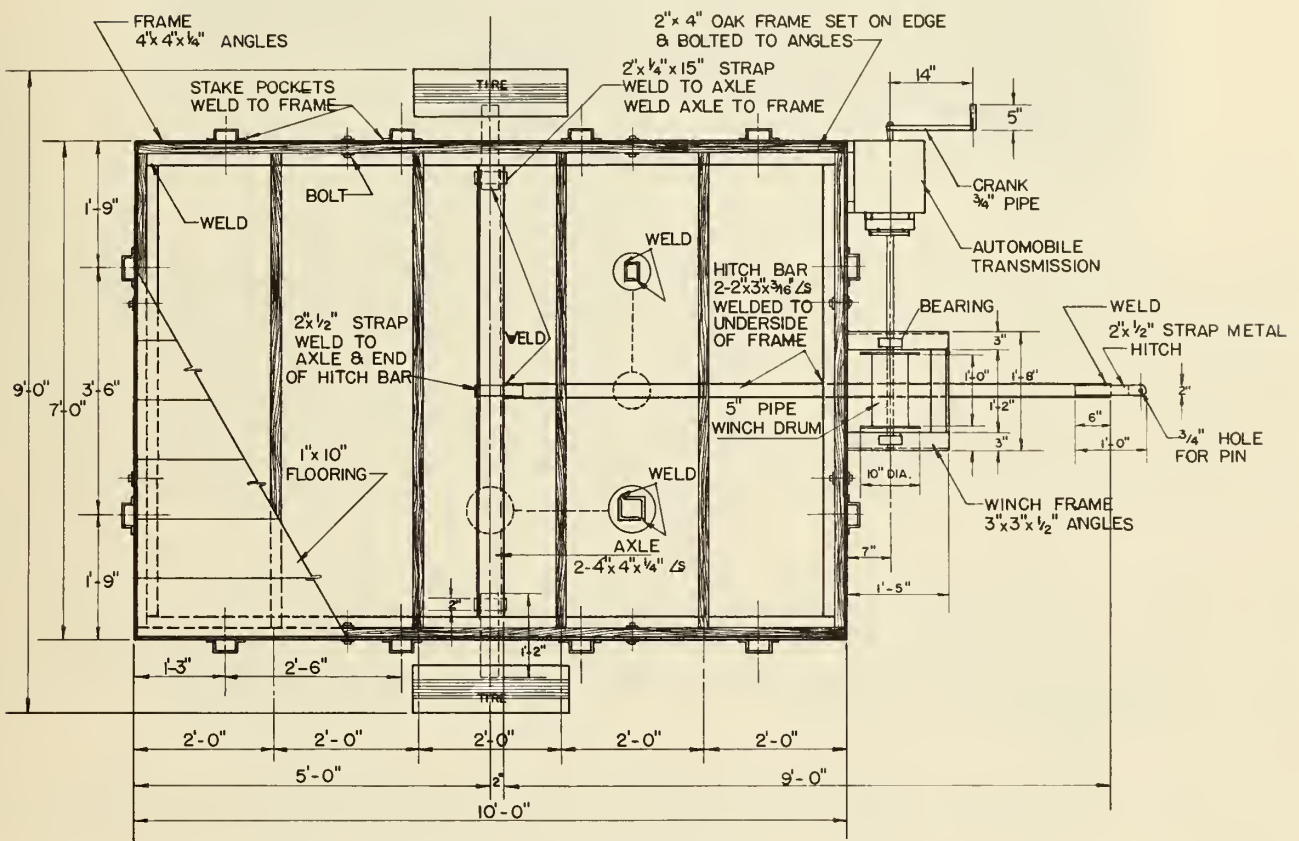 FRAME
4"x 4"x ¼" ANGLES
2"x 4" OAK FRAME SET ON EDGE
& BOLTED TO ANGLES
STAKE POCKETS
WELD TO FRAME
TIRE
2"x ¼"x 15" STRAP
WELD TO AXLE
WELD AXLE TO FRAME
14"
5"
CRANK
¾" PIPE
AUTOMOBILE
TRANSMISSION
1'-9"
WELD
BOLT
WELD
HITCH BAR
2-2"x3"x3/16" ∠s
WELDED TO
UNDERSIDE
OF FRAME
BEARING
WELD
2"x ½" STRAP METAL
HITCH
2"x ½" STRAP
WELD TO
AXLE & END
OF HITCH BAR
WELD
9'-0"
7'-0"
3'-6"
3"
1'-0"
1'-8"
1'-2"
3"
2"
5" PIPE
WINCH DRUM
6"
1'-0"
¾" HOLE
FOR PIN
1"x 10"
FLOORING
WELD
10" DIA.
WINCH FRAME
3"x3"x ½" ANGLES
AXLE
2-4"x 4"x ¼" ∠s
7"
1'-9"
2"
1'-5"
1'-2"
1'-3"
2'-6"
TIRE
2'-0"
2'-0"
2'-0"
2'-0"
2'-0"
5'-0"
2"
9'-0"
10'-0"